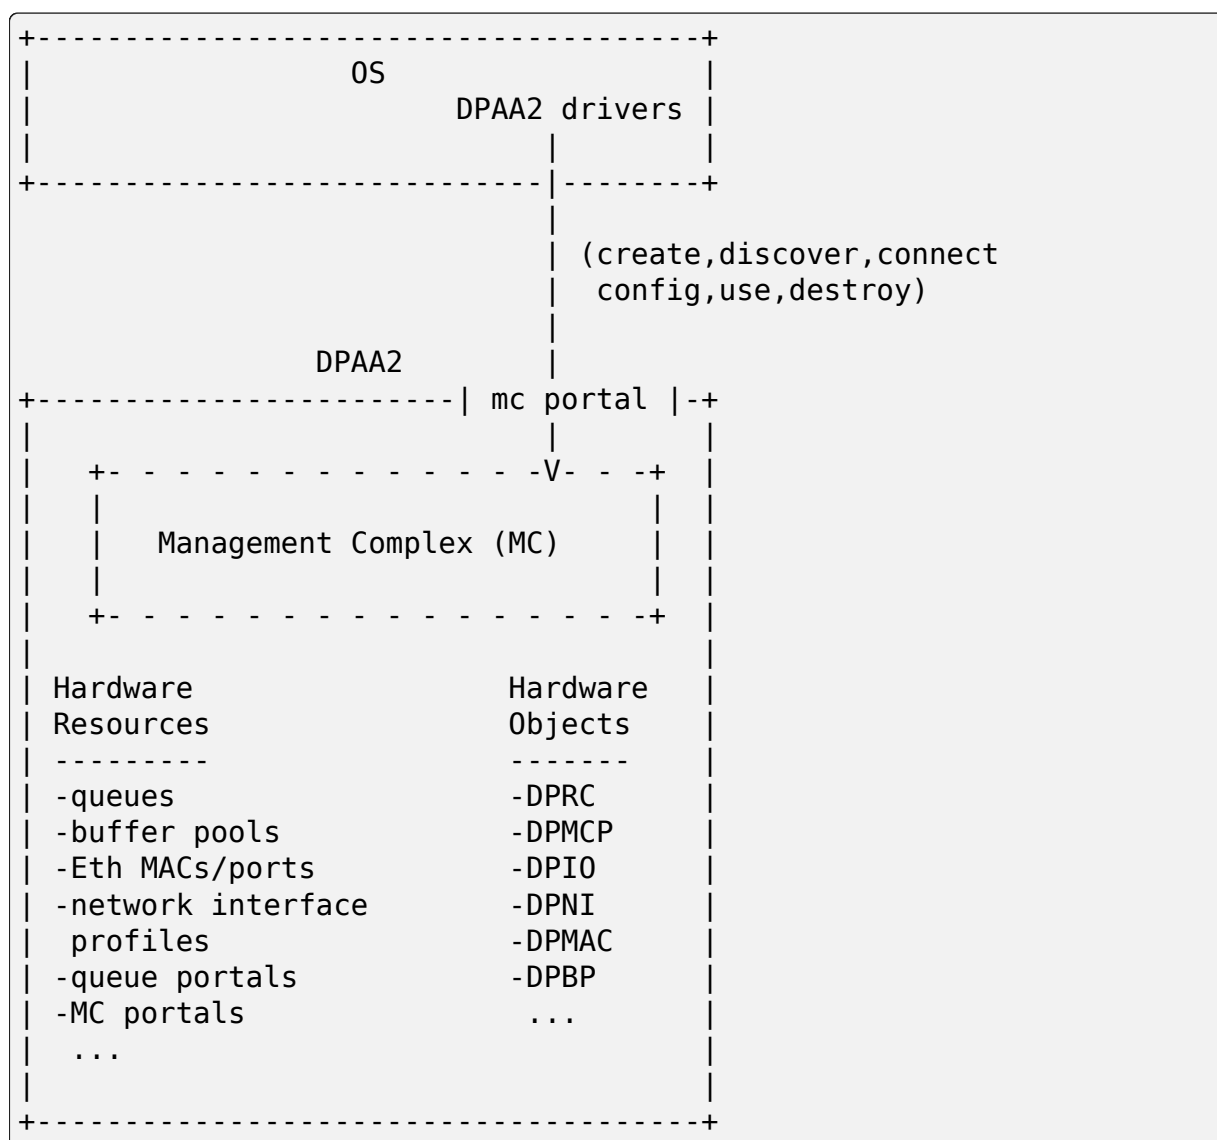 +--------------------------------------+
|                  OS                  |
|                        DPAA2 drivers |
|                             |        |
+-----------------------------|--------+
                              |
                              | (create,discover,connect
                              |  config,use,destroy)
                              |
                 DPAA2        |
+------------------------| mc portal |-+
|                             |        |
|   +- - - - - - - - - - - - -V- - -+  |
|   |                               |  |
|   |   Management Complex (MC)     |  |
|   |                               |  |
|   +- - - - - - - - - - - - - - - -+  |
|                                      |
| Hardware                  Hardware   |
| Resources                 Objects    |
| ---------                 -------    |
| -queues                   -DPRC      |
| -buffer pools             -DPMCP     |
| -Eth MACs/ports           -DPIO      |
| -network interface        -DPNI      |
|  profiles                 -DPMAC     |
| -queue portals            -DPBP      |
| -MC portals                ...       |
|  ...                                 |
|                                      |
+--------------------------------------+